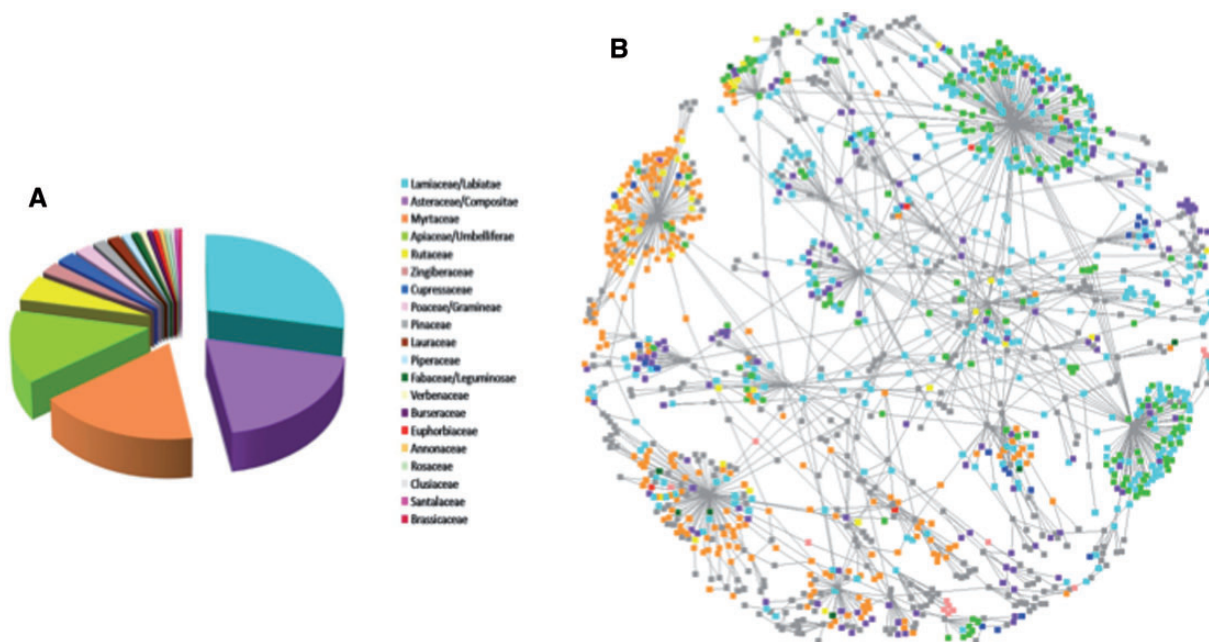 A
B
Lamiaceae/Labiatae
Asteraceae/Compositae
Myrtaceae
Apiaceae/Umbelliferae
Rutaceae
Zingiberaceae
Cupressaceae
Poaceae/Gramineae
Pinaceae
Lauraceae
Piperaceae
Fabaceae/Leguminosae
Verbenaceae
Burseraceae
Euphorbiaceae
Annonaceae
Rosaceae
Clusiaceae
Santalaceae
Brassicaceae